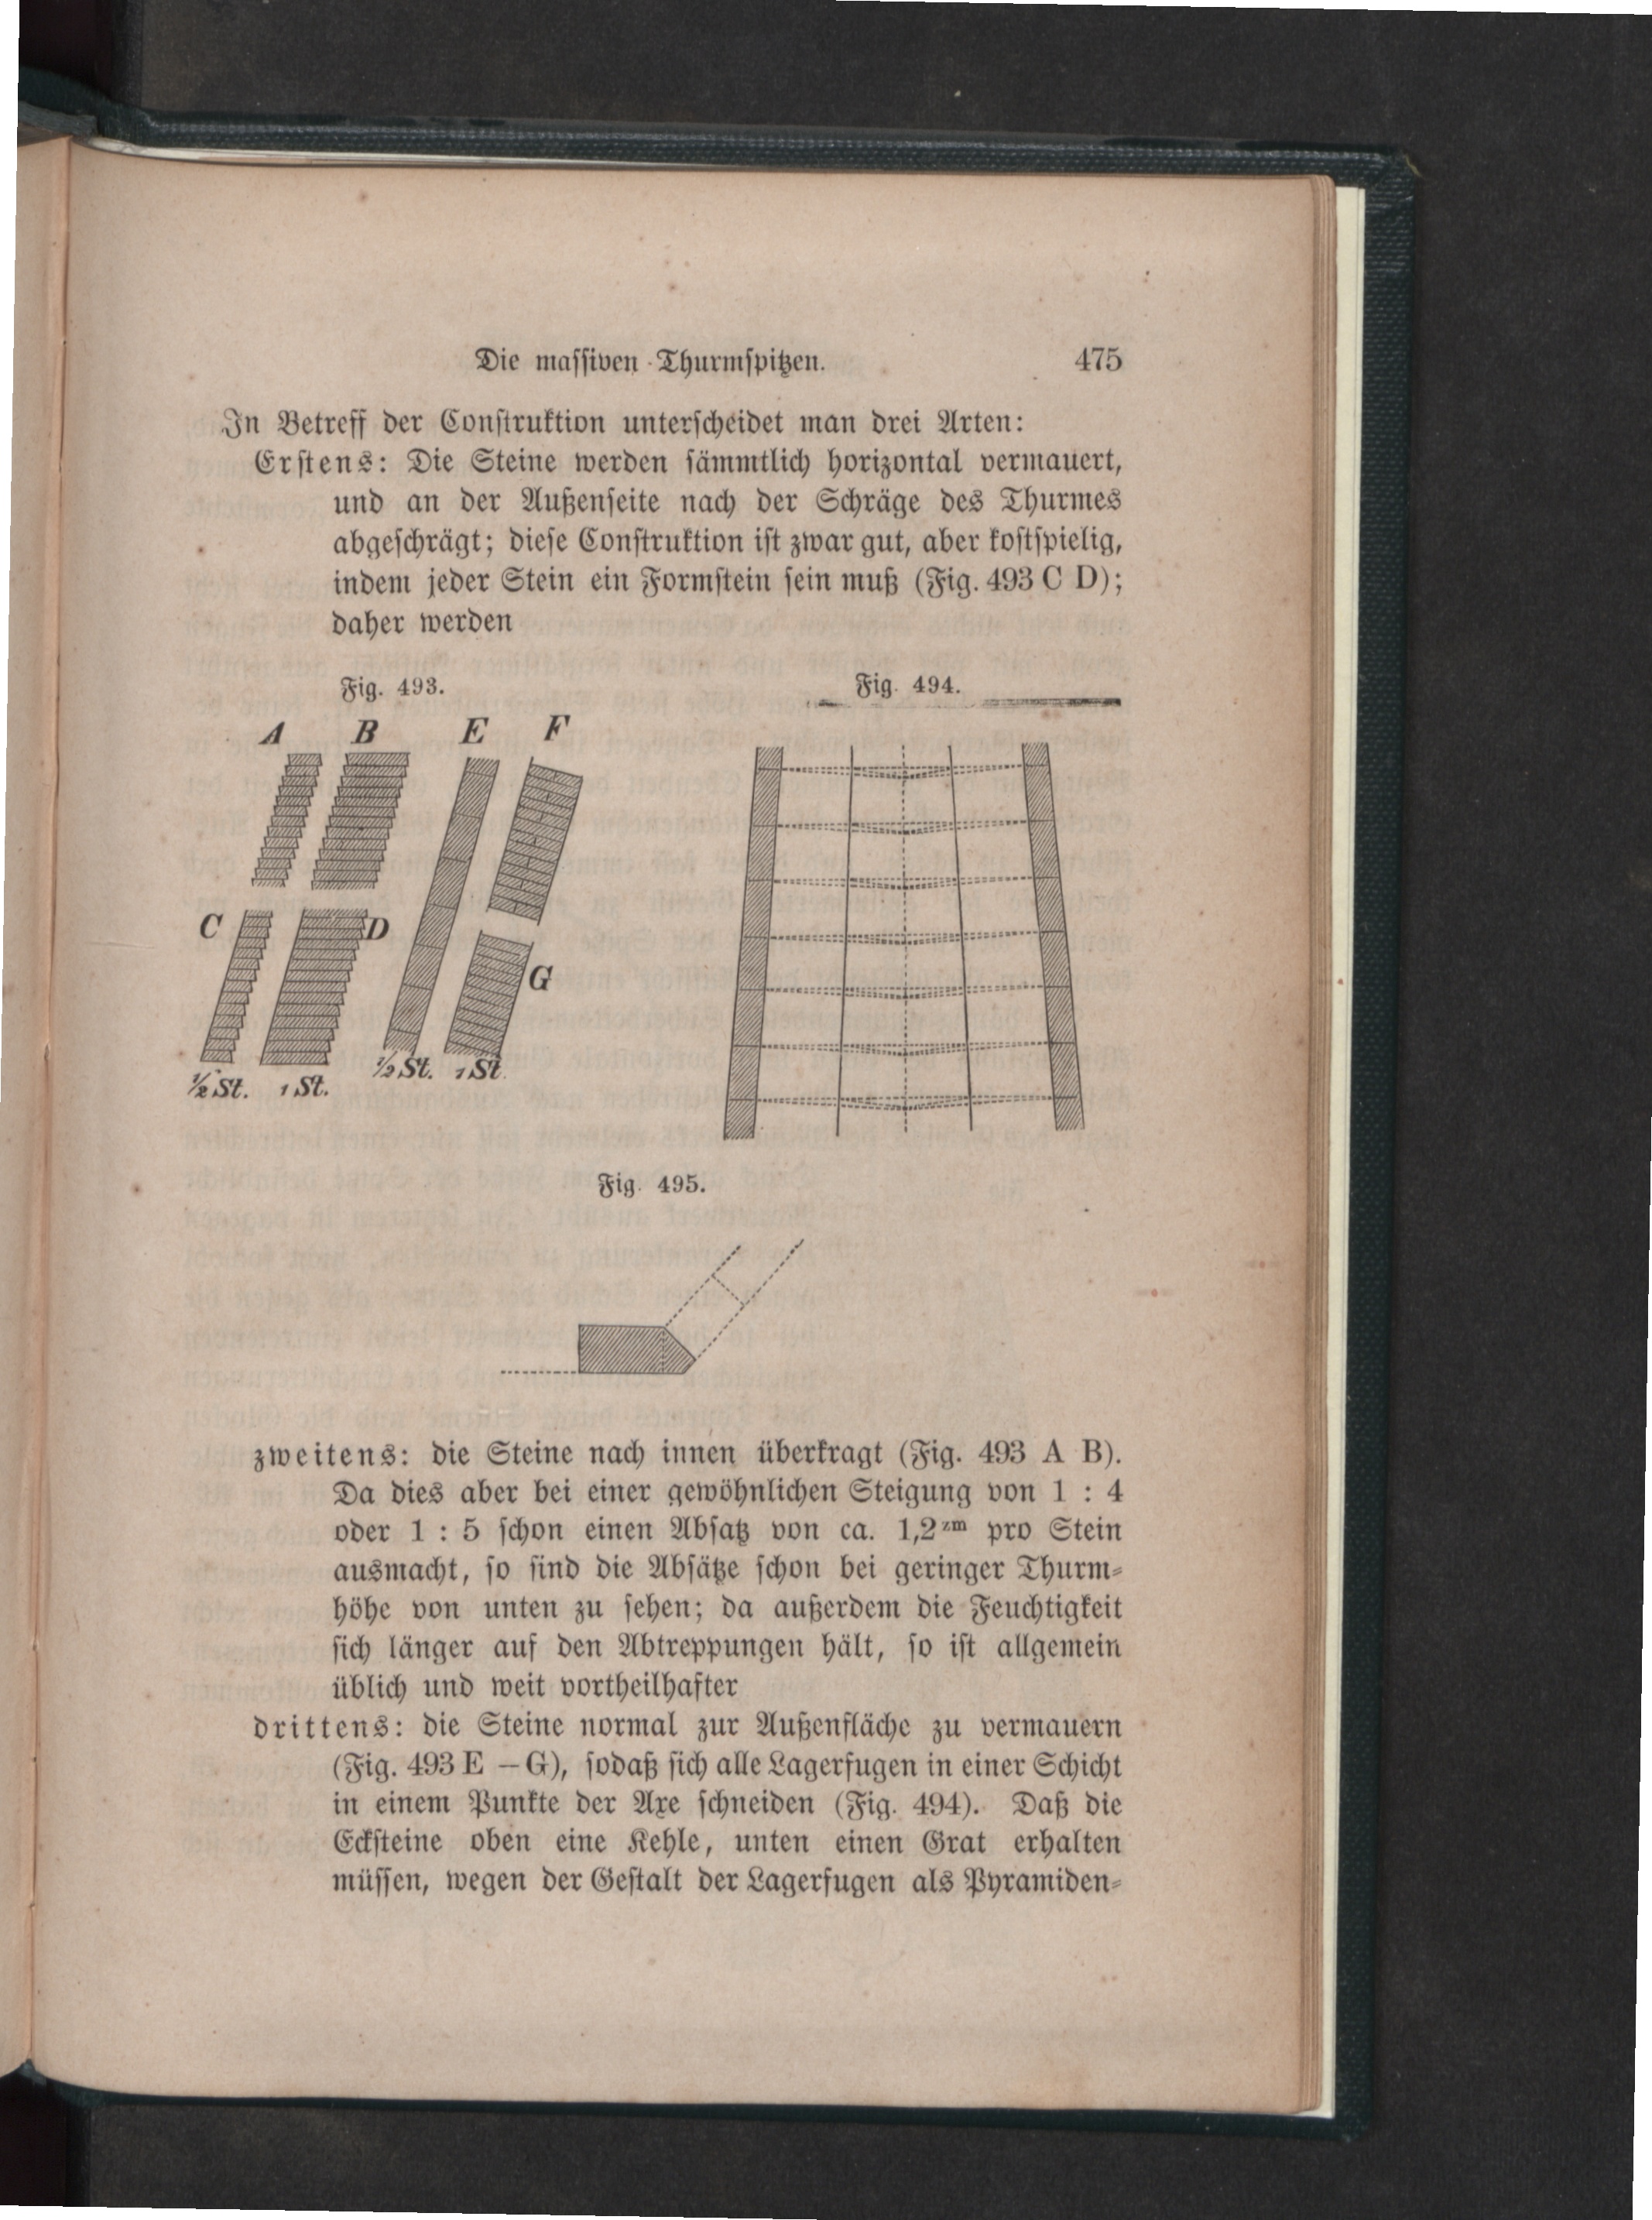 Die massiven Thurmspitzen. 475
In Betreff der Construktion unterscheidet man drei Arten:
Erstens: Die Steine werden sämmtlich horizontal vermauert,
und an der Außenseite nach der Schräge des Thurmes
abgeschrägt; diese Construktion ist zwar gut, aber kostspielig,
indem jeder Stein ein Formstein sein muß (Fig. 493 C D);
daher werden
Fig. 493. Fig. 494.
A B E F
C D
G
½ St. 1 St. ½ St. 1 St.
Fig. 495.
zweitens: die Steine nach innen überkragt (Fig. 493 A B).
Da dies aber bei einer gewöhnlichen Steigung von 1 : 4
oder 1 : 5 schon einen Absatz von ca. 1,2zm pro Stein
ausmacht, so sind die Absätze schon bei geringer Thurm-
höhe von unten zu sehen; da außerdem die Feuchtigkeit
sich länger auf den Abtreppungen hält, so ist allgemein
üblich und weit vortheilhafter
drittens: die Steine normal zur Außenfläche zu vermauern
(Fig. 493 E – G), sodaß sich alle Lagerfugen in einer Schicht
in einem Punkte der Axe schneiden (Fig. 494). Daß die
Ecksteine oben eine Kehle, unten einen Grat erhalten
müssen, wegen der Gestalt der Lagerfugen als Pyramiden-